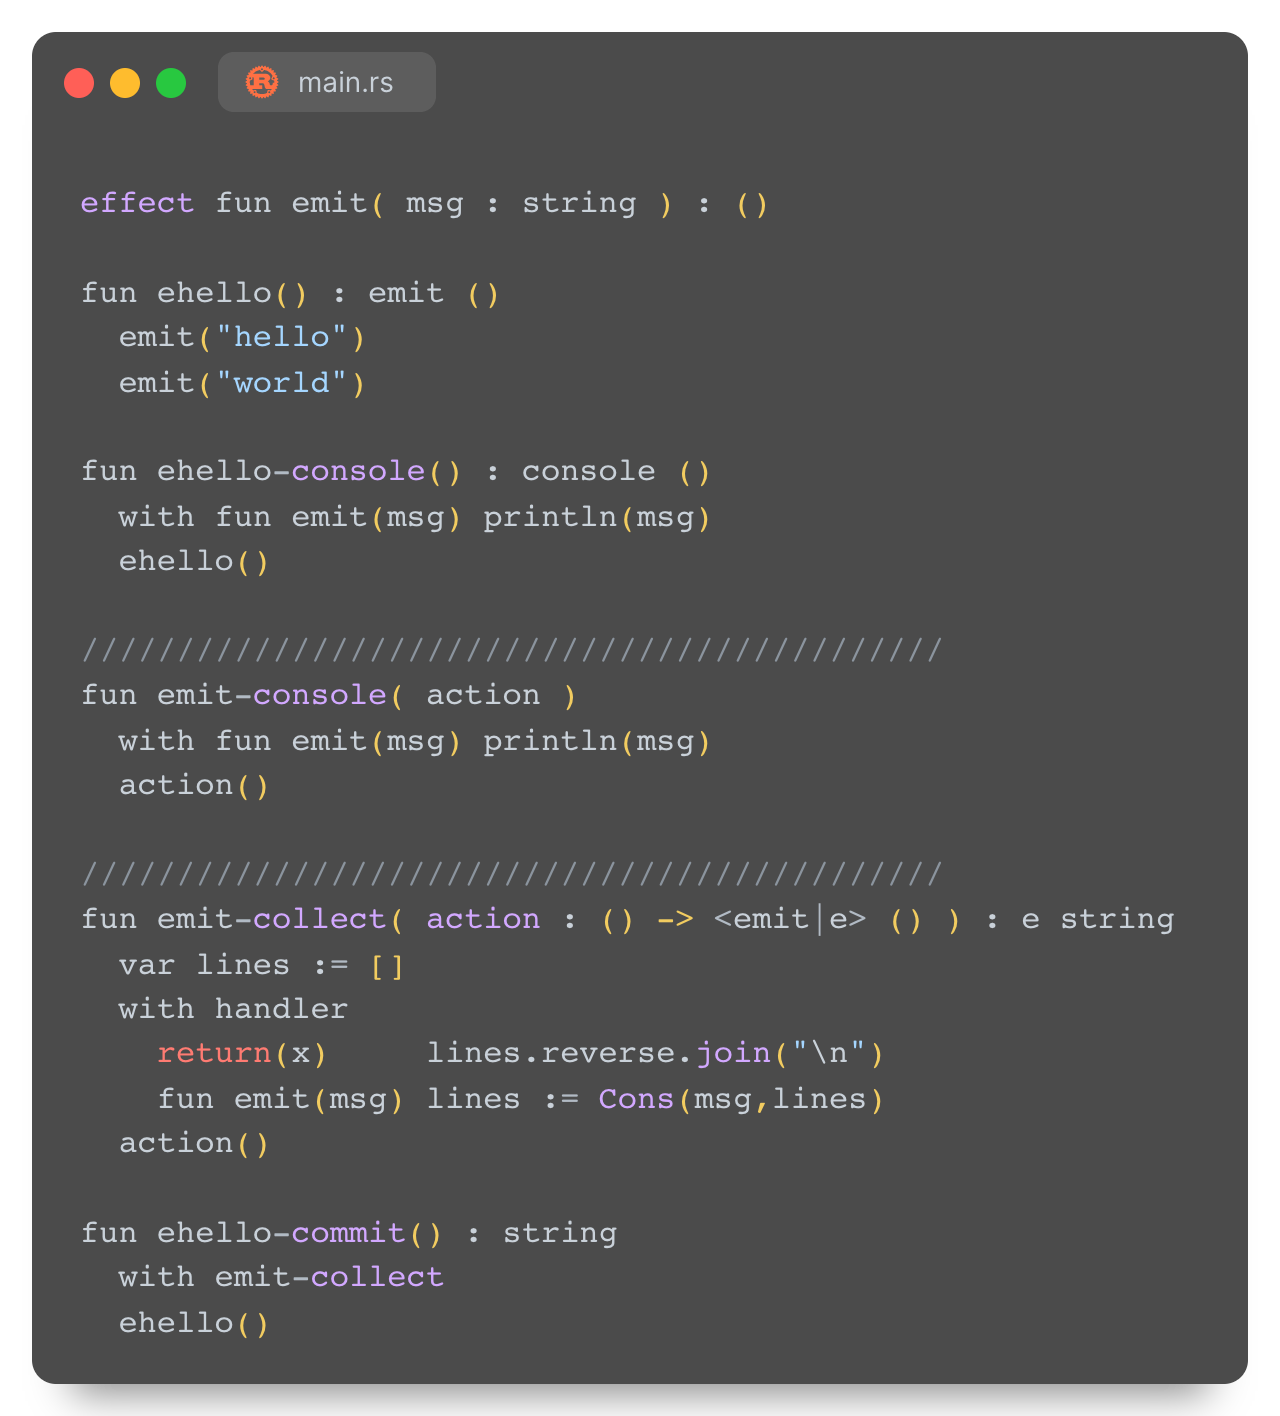 main.rs
effect fun emit( msg : string ) : ()
fun ehello() : emit ()
  emit("hello")
  emit("world")
fun ehello-console() : console ()
  with fun emit(msg) println(msg)
  ehello()
/////////////////////////////////////////////
fun emit-console( action )
  with fun emit(msg) println(msg)
  action()
/////////////////////////////////////////////
fun emit-collect( action : () -> <emit|e> () ) : e string
  var lines := []
  with handler
    return(x)     lines.reverse.join("\n")
    fun emit(msg) lines := Cons(msg,lines)
  action()
fun ehello-commit() : string
  with emit-collect
  ehello()